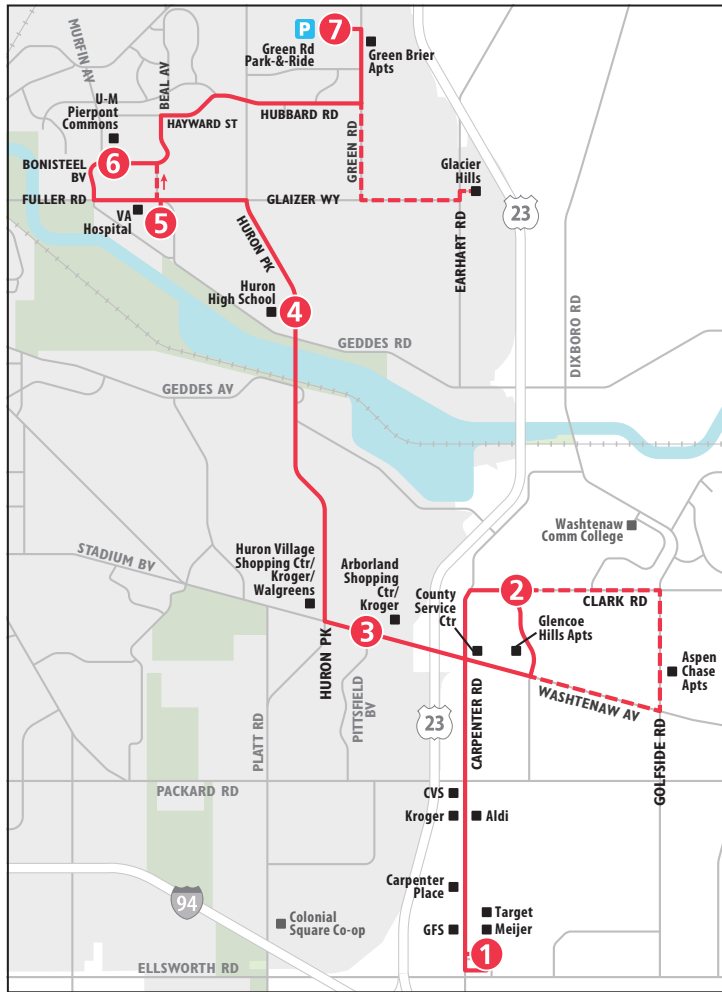 P
7
Green Rd
Park-&-Ride
Green Brier
Apts
MURFIN AV
BEAL AV
U-M
Pierpont
Commons
HAYWARD ST
HUBBARD RD
GREEN RD
6
BONISTEEL
BV
Glacier
Hills
23
FULLER RD
GLAIZER WY
VA
Hospital
5
HURON PK
EARHART RD
Huron
High School
4
GEDDES RD
DIXBORO RD
GEDDES AV
STADIUM BV
Huron Village
Shopping Ctr/
Kroger/
Walgreens
Arborland
Shopping
Ctr/
Kroger
Washtenaw
Comm College
County
Service
Ctr
2
CLARK RD
Glencoe
Hills Apts
3
HURON PK
PITTSFIELD
BV
Aspen
Chase
Apts
WASHTENAW AV
PLATT RD
23
CARPENTER RD
GOLFSIDE RD
PACKARD RD
CVS
Kroger
Aldi
Carpenter
Place
94
Colonial
Square Co-op
Target
GFS
Meijer
1
ELLSWORTH RD